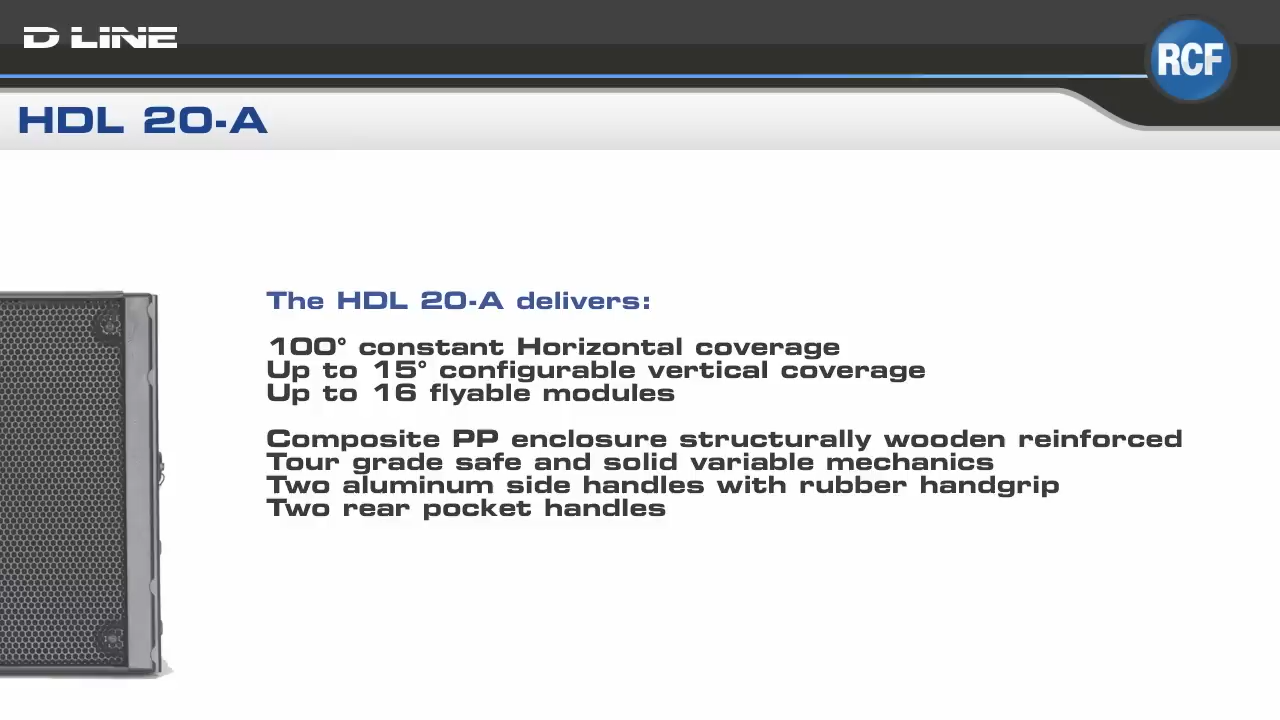 D LINE
RCF
HDL 20-A
The HDL 20-A delivers:
100° constant Horizontal coverage
Up to 15° configurable vertical coverage
Up to 16 flyable modules
Composite PP enclosure structurally wooden reinforced
Tour grade safe and solid variable mechanics
Two aluminum side handles with rubber handgrip
Two rear pocket handles